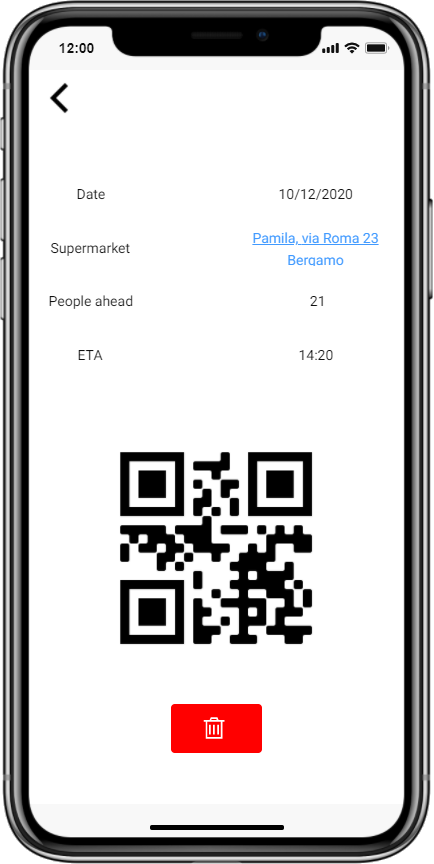 12:00
Date 10/12/2020
Supermarket Pamila, via Roma 23
Bergamo
People ahead 21
ETA 14:20